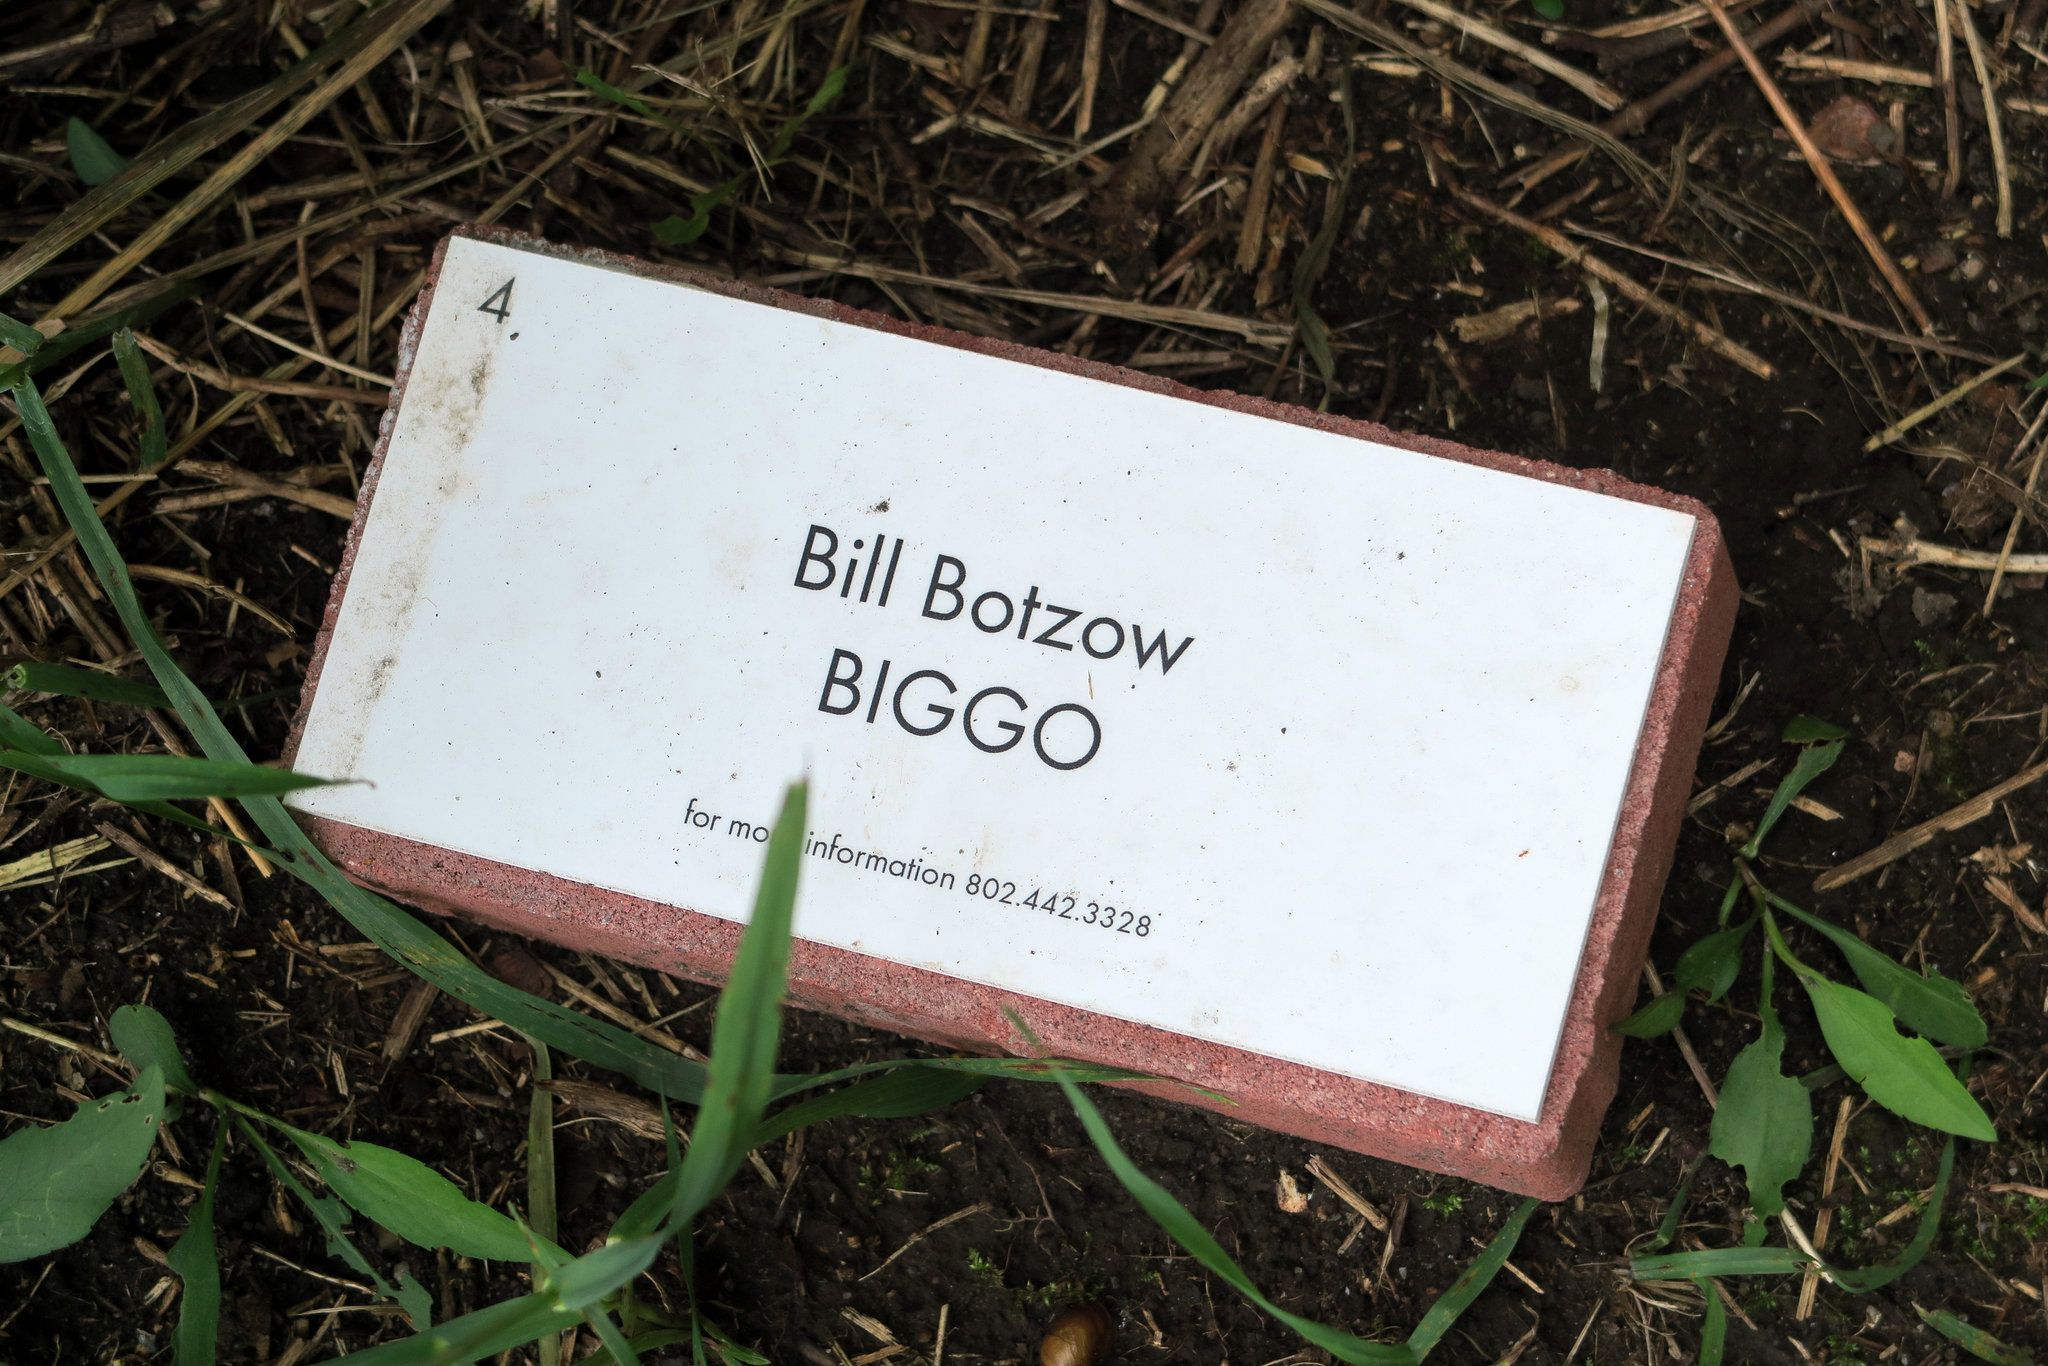 4.
Bill Botzow
BIGGO
for information 802.442.3328